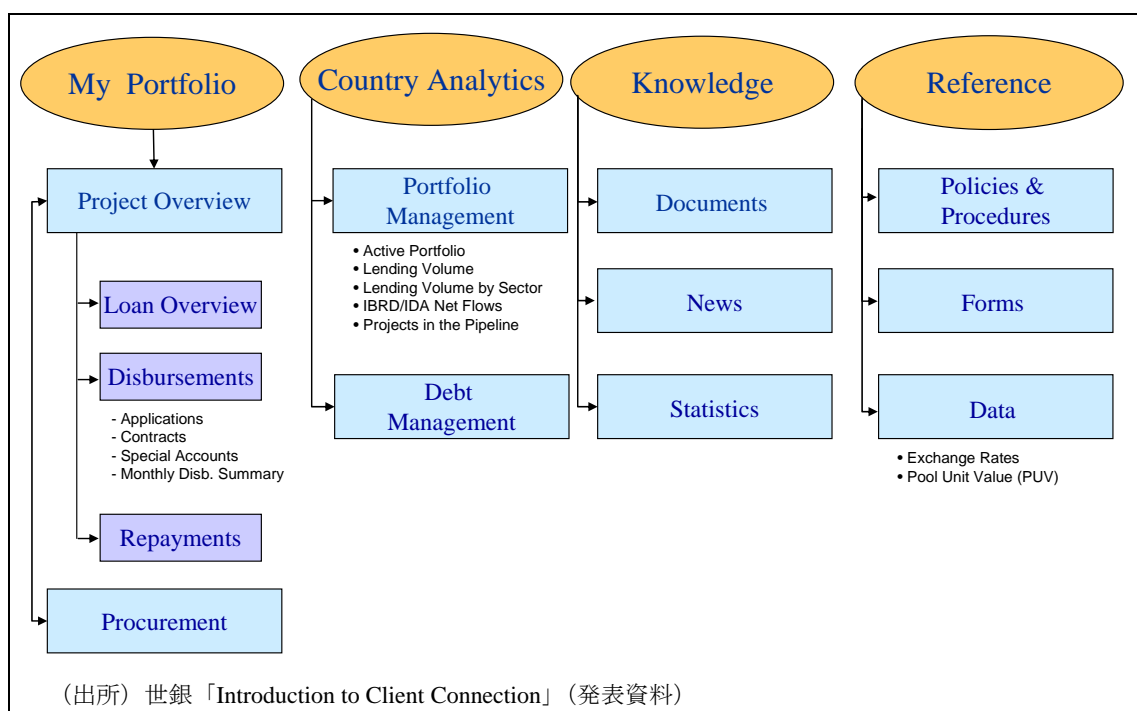 My Portfolio
Project Overview
Loan Overview
Disbursements
- Applications
- Contracts
- Special Accounts
- Monthly Disb. Summary
Repayments
Procurement
Country Analytics
Portfolio
Management
• Active Portfolio
• Lending Volume
• Lending Volume by Sector
• IBRD/IDA Net Flows
• Projects in the Pipeline
Debt
Management
Knowledge
Documents
News
Statistics
Reference
Policies &
Procedures
Forms
Data
• Exchange Rates
• Pool Unit Value (PUV)
（出所）世銀「Introduction to Client Connection」（発表資料）